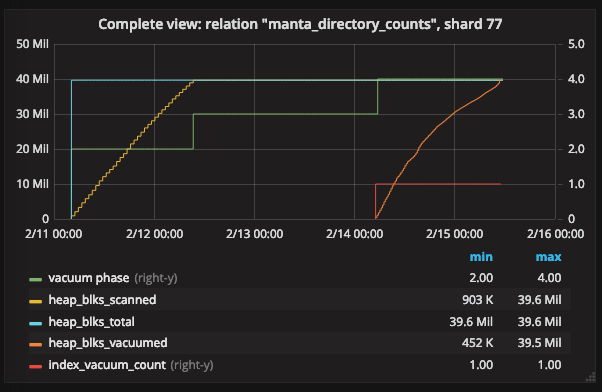 Complete view: relation "manta_directory_counts", shard 77
50 Mil 5.0
40 Mil 4.0
30 Mil 3.0
20 Mil 2.0
10 Mil 1.0
0 0
2/11 00:00 2/12 00:00 2/13 00:00 2/14 00:00 2/15 00:00 2/16 00:00
min max
vacuum phase (right-y) 2.00 4.00
heap_blks_scanned 903 K 39.6 Mil
heap_blks_total 39.6 Mil 39.6 Mil
heap_blks_vacuumed 452 K 39.5 Mil
index_vacuum_count (right-y) 1.00 1.00